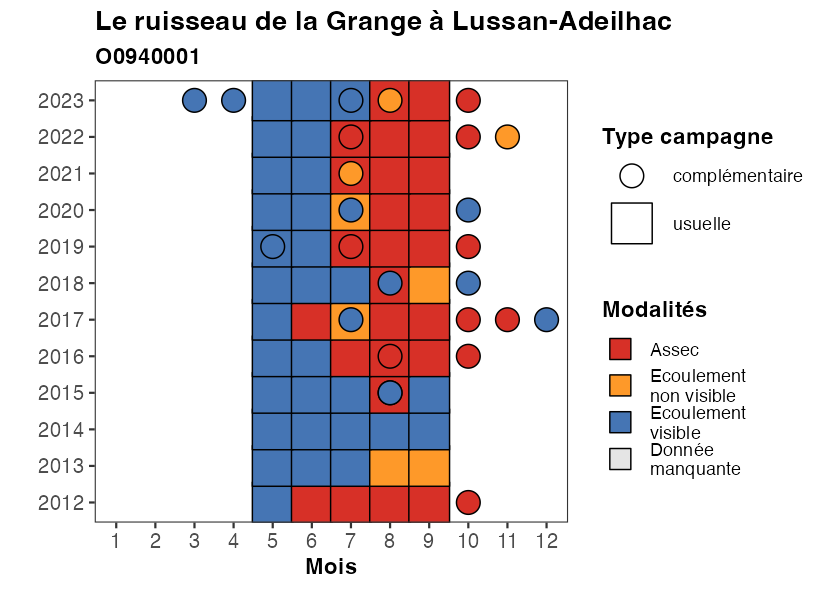 Le ruisseau de la Grange à Lussan-Adeilhac
O0940001
2023
2022
2021
2020
2019
2018
2017
2016
2015
2014
2013
2012
1 2 3 4 5 6 7 8 9 10 11 12
Mois
Type campagne
complémentaire
usuelle
Modalités
Assec
Ecoulement
non visible
Ecoulement
visible
Donnée
manquante